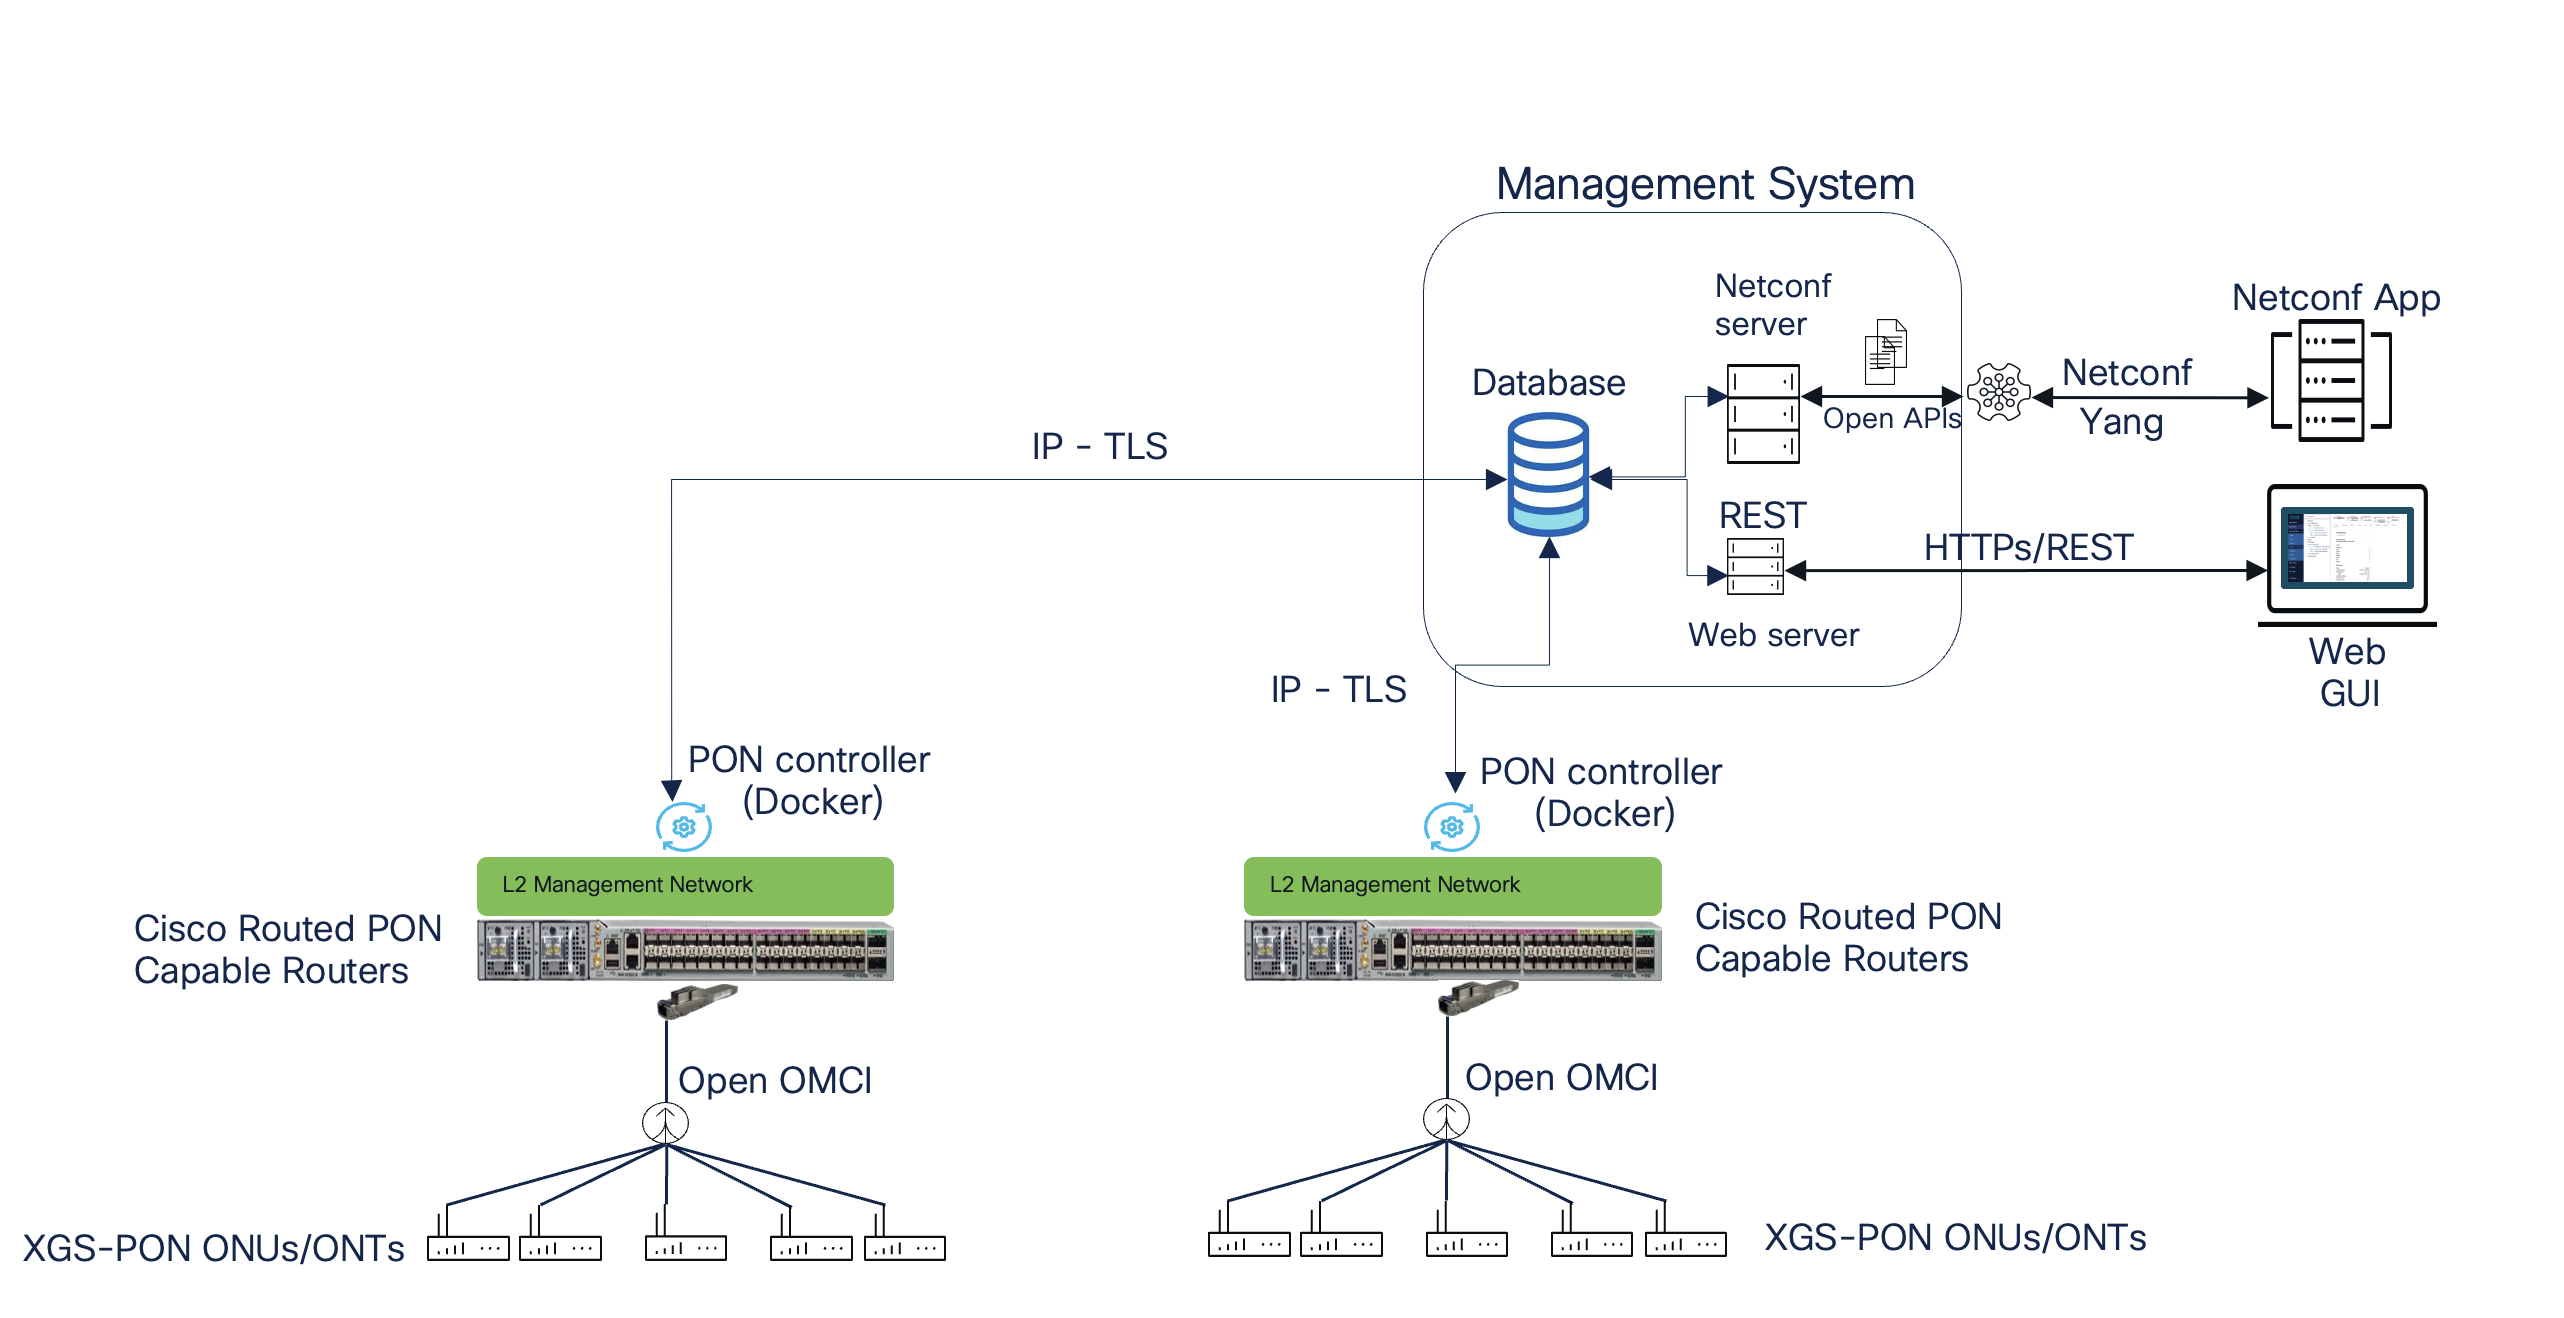 Management System
Netconf
server
Netconf App
Netconf
Yang
Database
Open APIs
IP - TLS
REST
HTTPs/REST
Web server
Web
GUI
IP - TLS
PON controller
(Docker)
PON controller
(Docker)
L2 Management Network
L2 Management Network
Cisco Routed PON
Capable Routers
Cisco Routed PON
Capable Routers
Open OMCI
Open OMCI
XGS-PON ONUs/ONTs
XGS-PON ONUs/ONTs